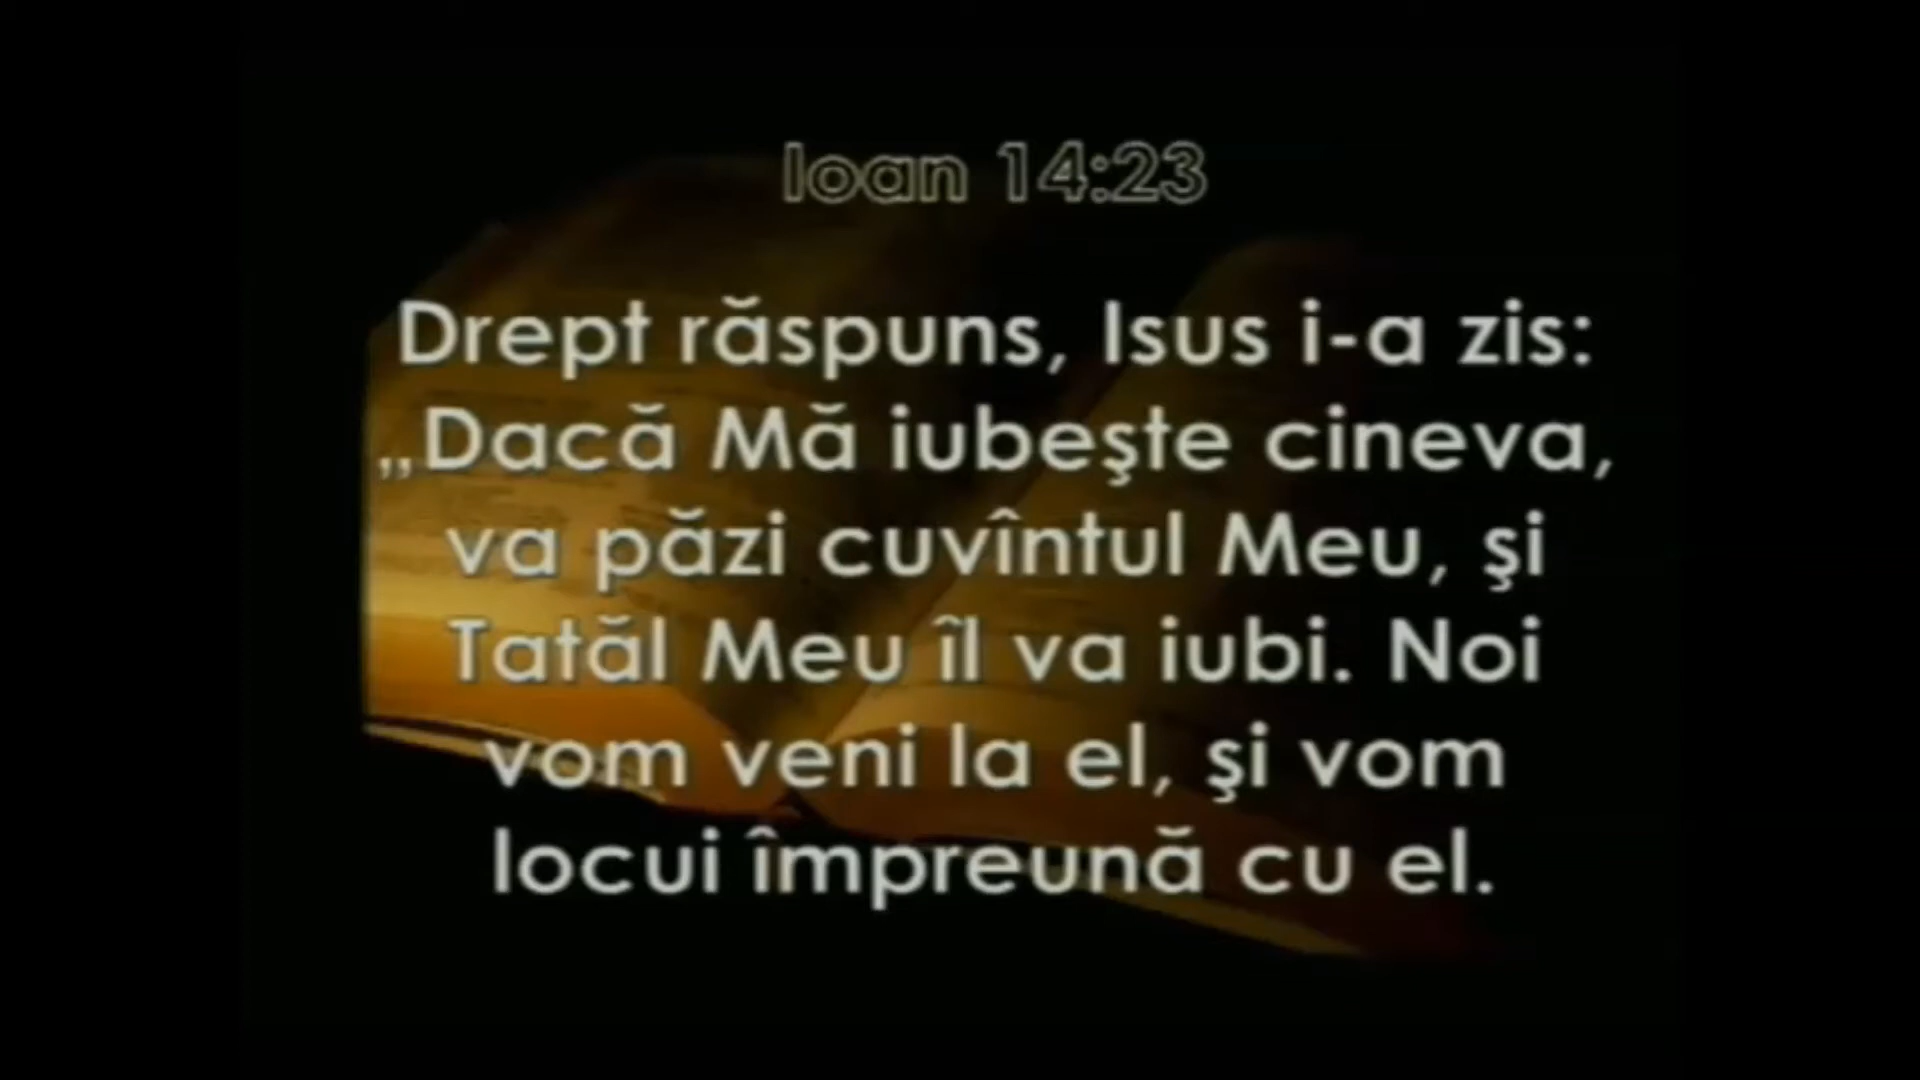 Ioan 14:23
Drept răspuns, Isus i-a zis:
„Dacă Mă iubeşte cineva,
va păzi cuvîntul Meu, şi
Tatăl Meu îl va iubi. Noi
vom veni la el, şi vom
locui împreună cu el.